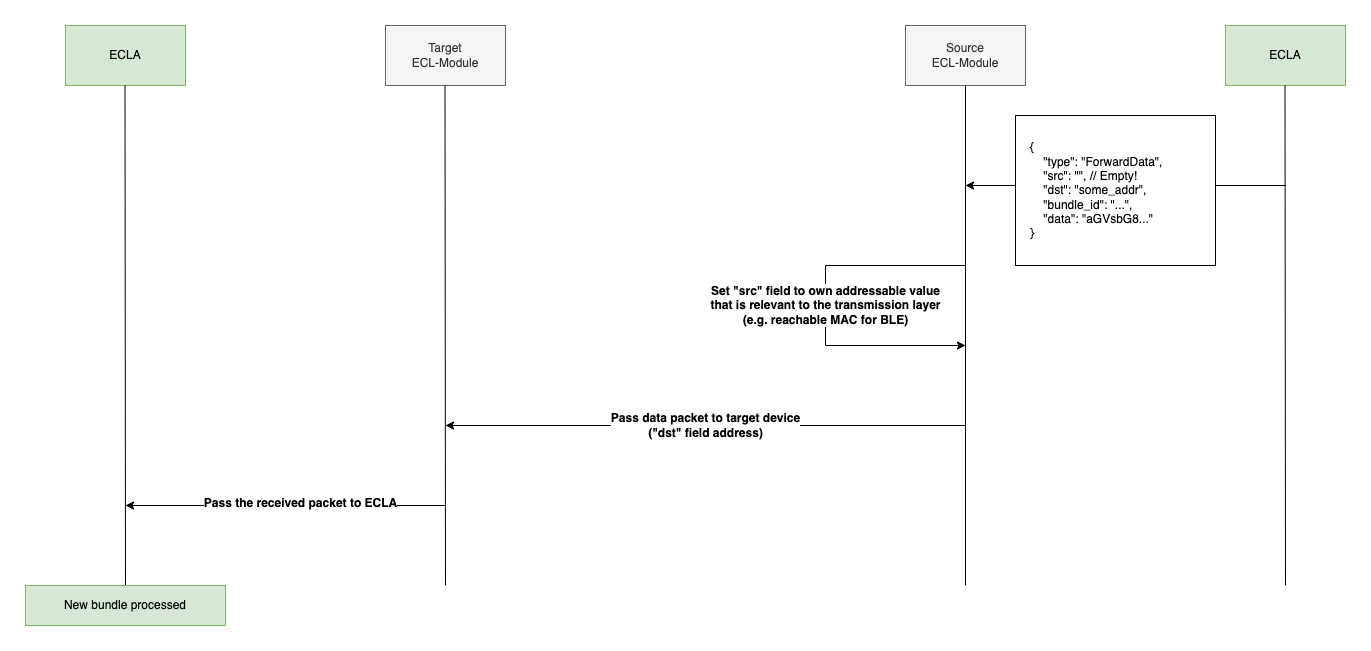 ECLA
Target
ECL-Module
Source
ECL-Module
ECLA
{
"type": "ForwardData",
"src": "", // Empty!
"dst": "some_addr",
"bundle_id": "...",
"data": "aGVsbG8..."
}
Set "src" field to own addressable value
that is relevant to the transmission layer
(e.g. reachable MAC for BLE)
Pass data packet to target device
("dst" field address)
Pass the received packet to ECLA
New bundle processed